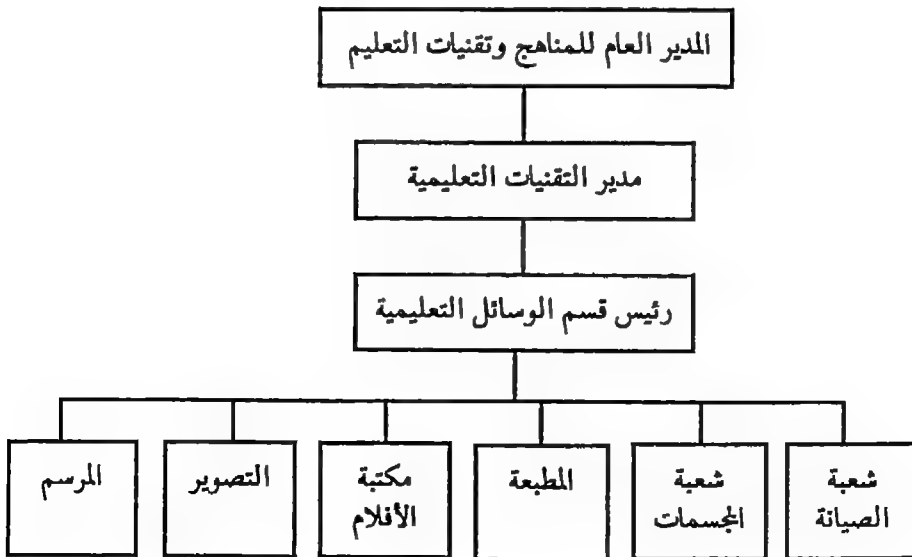 المدير العام للمناهج وتقنيات التعليم
مدير التقنيات التعليمية
رئيس قسم الوسائل التعليمية
شعبة
الصيانة
شعبة
المجسمات
المطبعة
مكتبة
الأفلام
التصوير
المرسم